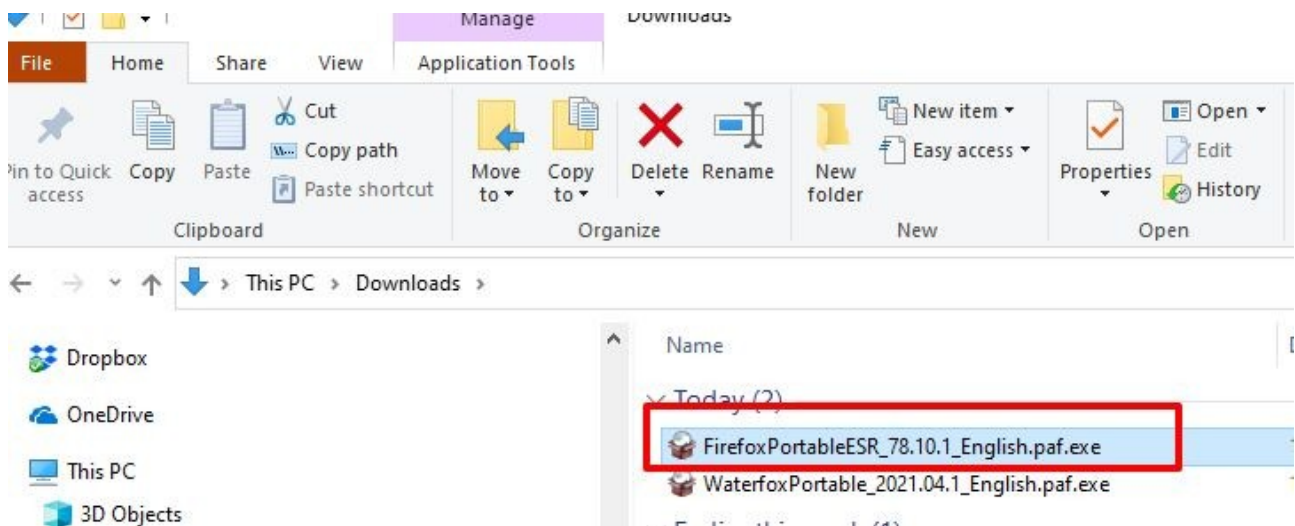 Manage Downloads
File Home Share View Application Tools
Cut
Copy path
Paste shortcut
Pin to Quick access
Copy
Paste
Clipboard
Move to
Copy to
Delete
Rename
Organize
New folder
New item
Easy access
New
Properties
Open
Edit
History
Open
This PC > Downloads >
Dropbox
OneDrive
This PC
3D Objects
Name
Today (2)
FirefoxPortableESR_78.10.1_English.paf.exe
WaterfoxPortable_2021.04.1_English.paf.exe